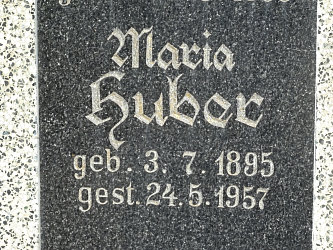 Maria
Huber
geb. 3. 7. 1895
gest. 24. 5. 1957